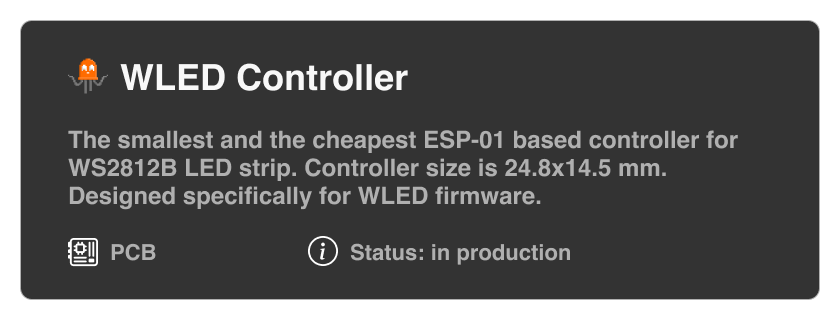 WLED Controller
The smallest and the cheapest ESP-01 based controller for
WS2812B LED strip. Controller size is 24.8x14.5 mm.
Designed specifically for WLED firmware.
PCB
Status: in production